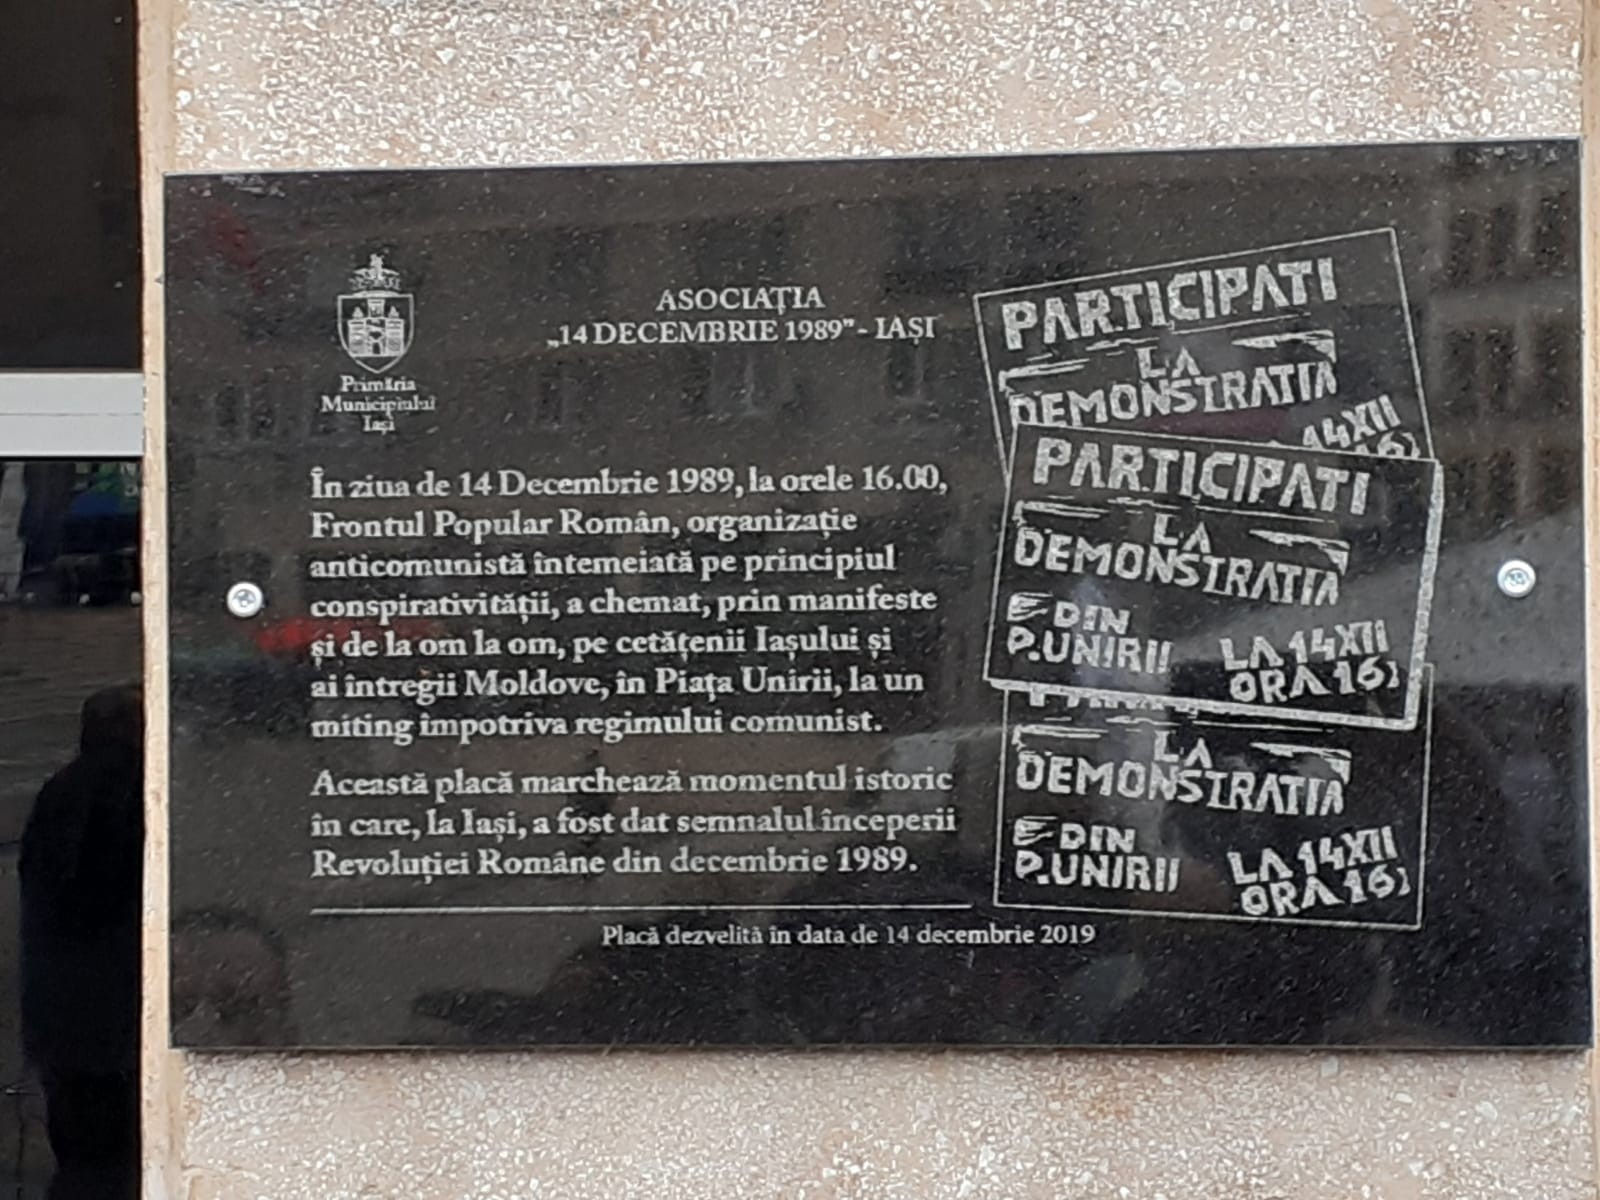 Primăria
Municipiului
Iași
ASOCIAȚIA
„14 DECEMBRIE 1989” - IAȘI
În ziua de 14 Decembrie 1989, la orele 16.00,
Frontul Popular Român, organizație
anticomunistă întemeiată pe principiul
conspirativității, a chemat, prin manifeste
și de la om la om, pe cetățenii Iașului și
ai întregii Moldove, în Piața Unirii, la un
miting împotriva regimului comunist.
Această placă marchează momentul istoric
în care, la Iași, a fost dat semnalul începerii
Revoluției Române din decembrie 1989.
Placă dezvelită în data de 14 decembrie 2019
PARTICIPATI
LA
DEMONSTRATIA
14XII
16
PARTICIPATI
LA
DEMONSTRATIA
DIN
P.UNIRII
LA 14XII
ORA 16
LA
DEMONSTRATIA
DIN
P.UNIRII
LA 14XII
ORA 16